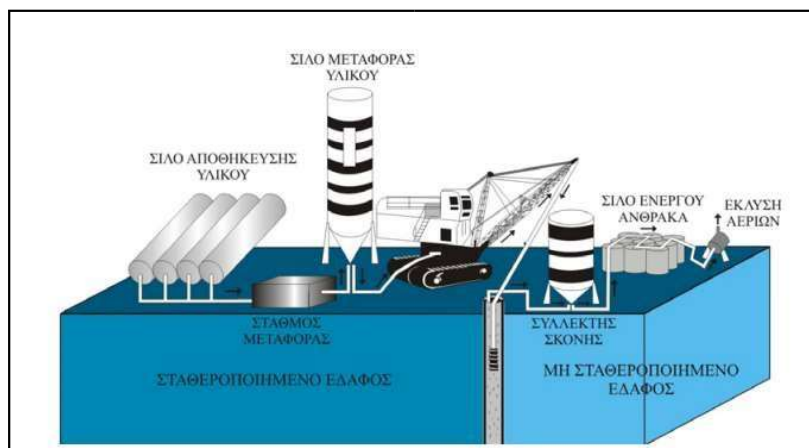 ΣΙΛΟ ΜΕΤΑΦΟΡΑΣ
ΥΛΙΚΟΥ
ΣΙΛΟ ΑΠΟΘΗΚΕΥΣΗΣ
ΥΛΙΚΟΥ
ΣΙΛΟ ΕΝΕΡΓΟΥ
ΑΝΘΡΑΚΑ
ΕΚΛΥΣΗ
ΑΕΡΙΩΝ
ΣΤΑΘΜΟΣ
ΜΕΤΑΦΟΡΑΣ
ΣΥΛΛΕΚΤΗΣ
ΣΚΟΝΗΣ
ΣΤΑΘΕΡΟΠΟΙΗΜΕΝΟ ΕΔΑΦΟΣ
ΜΗ ΣΤΑΘΕΡΟΠΟΙΗΜΕΝΟ
ΕΔΑΦΟΣ